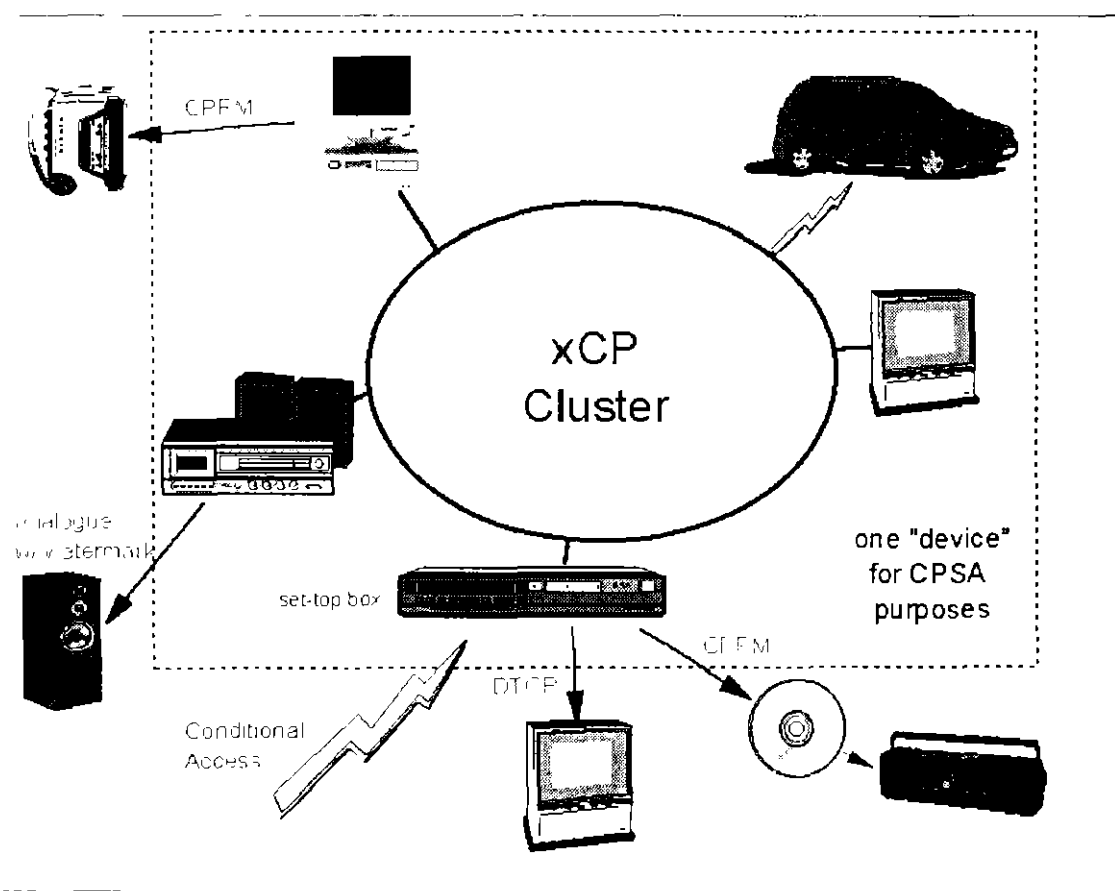 CPRM
xCP
Cluster
Analogue
w/watermark
one "device"
for CPSA
purposes
set-top box
CPRM
DTCP
Conditional
Access